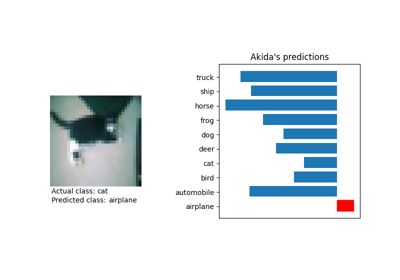 Akida's predictions
truck
ship
horse
frog
dog
deer
cat
bird
automobile
airplane
Actual class: cat
Predicted class: airplane